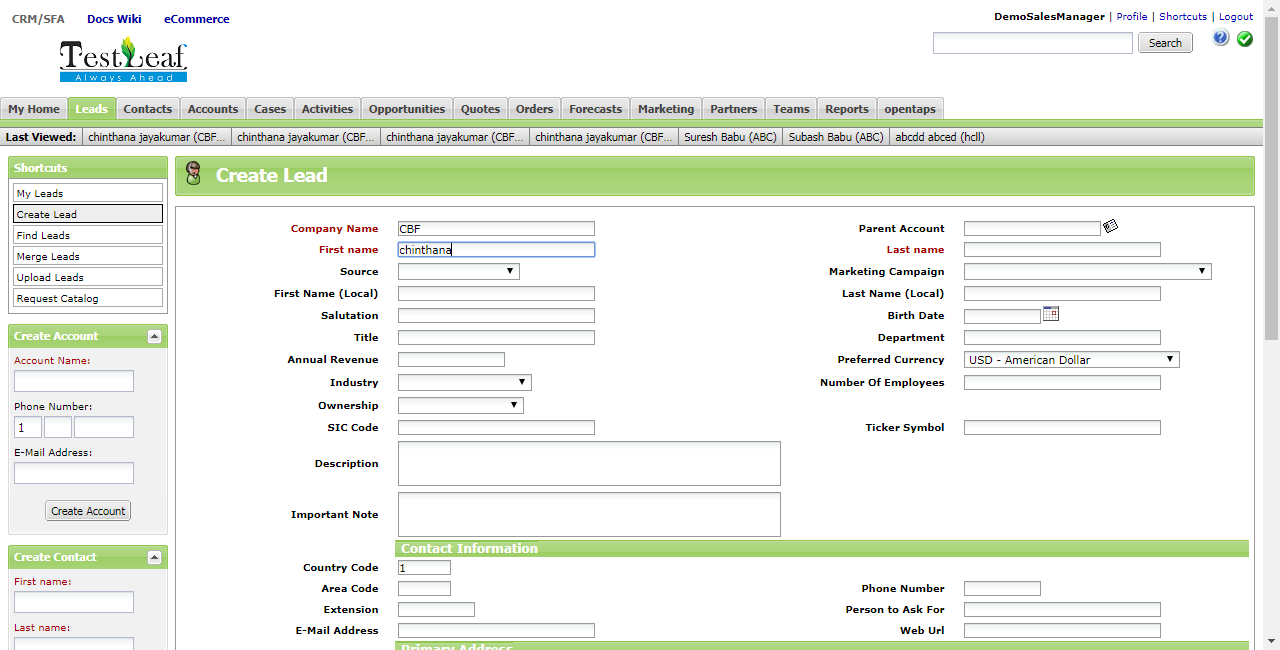 CRM/SFA Docs Wiki eCommerce
DemoSalesManager | Profile | Shortcuts | Logout
Search
TestLeaf
Always Ahead
My Home Leads Contacts Accounts Cases Activities Opportunities Quotes Orders Forecasts Marketing Partners Teams Reports opentaps
Last Viewed: chinthana jayakumar (CBF... chinthana jayakumar (CBF... chinthana jayakumar (CBF... chinthana jayakumar (CBF... Suresh Babu (ABC) Subash Babu (ABC) abcdd abced (hcll)
Shortcuts
My Leads
Create Lead
Find Leads
Merge Leads
Upload Leads
Request Catalog
Create Account
Account Name:
Phone Number:
1
E-Mail Address:
Create Account
Create Contact
First name:
Last name:
Create Lead
Company Name CBF Parent Account
First name chinthana Last name
Source Marketing Campaign
First Name (Local) Last Name (Local)
Salutation Birth Date
Title Department
Annual Revenue Preferred Currency USD - American Dollar
Industry Number Of Employees
Ownership
SIC Code Ticker Symbol
Description
Important Note
Contact Information
Country Code 1
Area Code Phone Number
Extension Person to Ask For
E-Mail Address Web Url
Primary Address